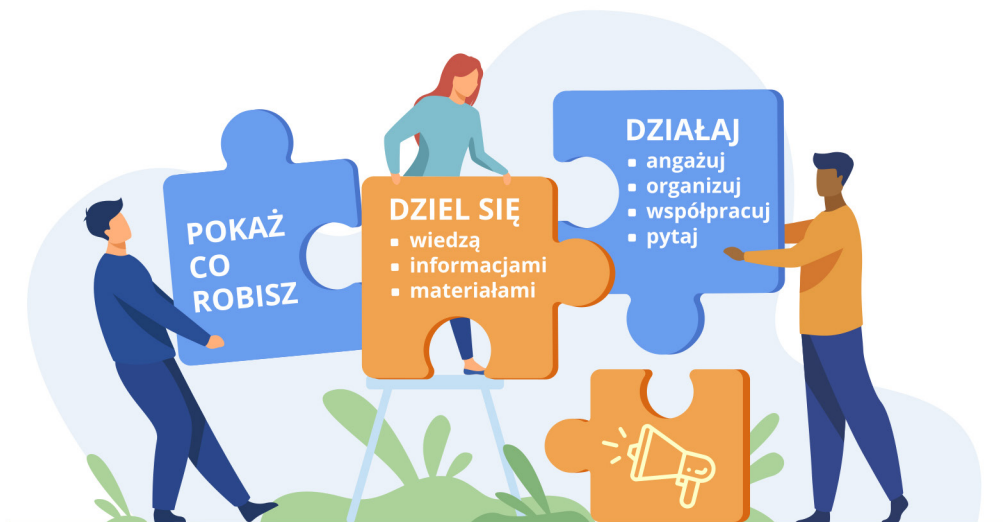 POKAŻ
CO
ROBISZ
DZIEL SIĘ
▪ wiedzą
▪ informacjami
▪ materiałami
DZIAŁAJ
▪ angażuj
▪ organizuj
▪ współpracuj
▪ pytaj